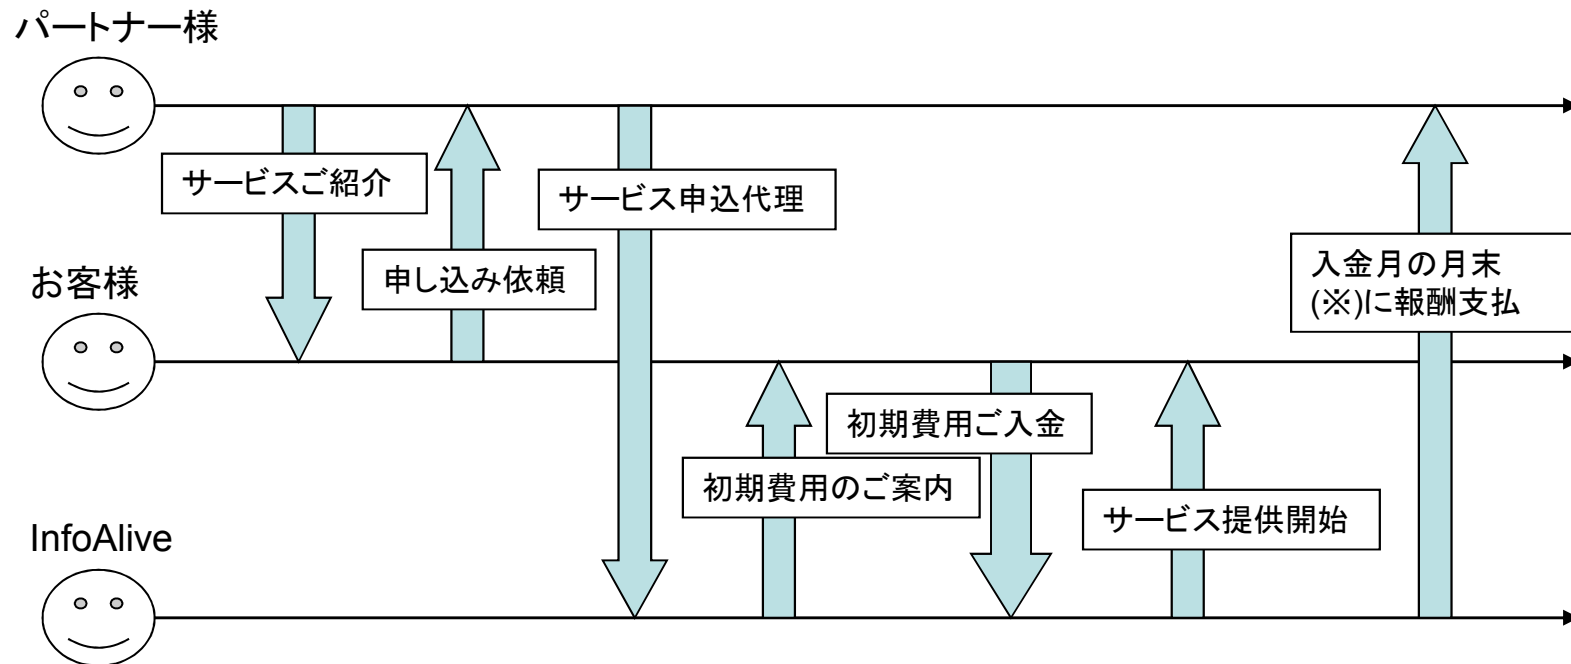 パートナー様
サービスご紹介
サービス申込代理
お客様
申し込み依頼
入金月の月末
(※)に報酬支払
初期費用ご入金
初期費用のご案内
サービス提供開始
InfoAlive